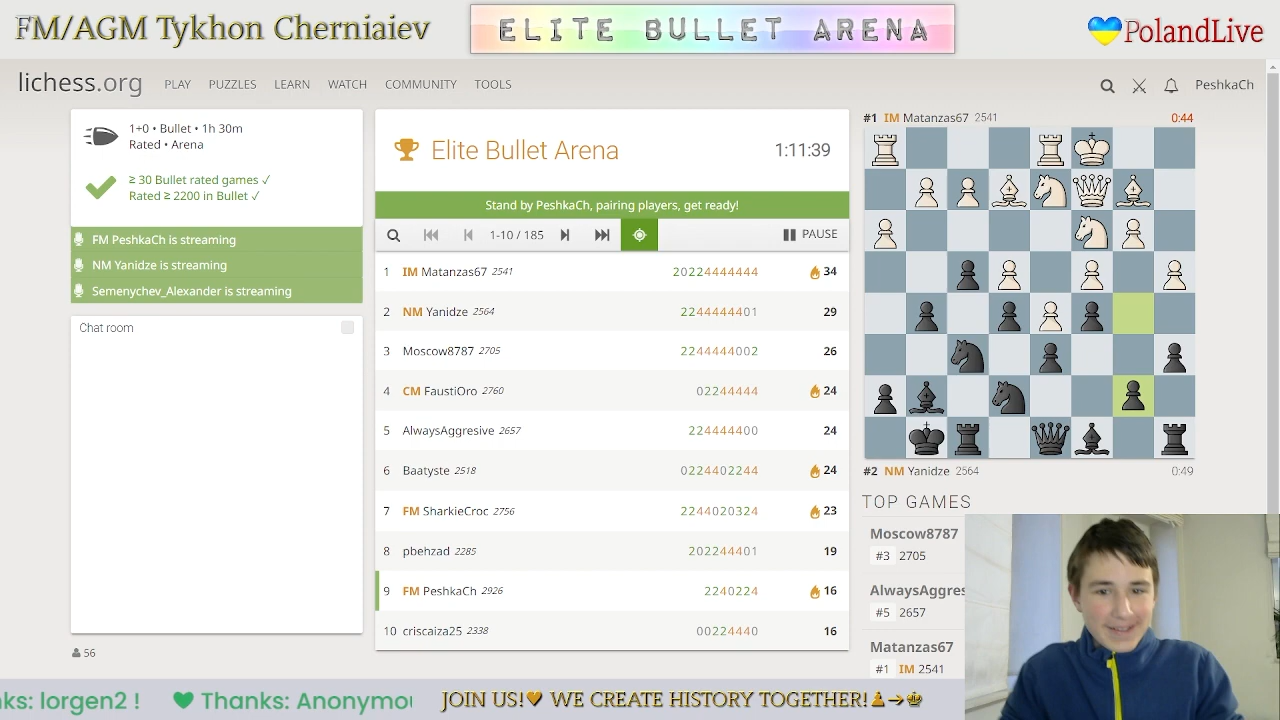 FM/AGM Tykhon Cherniaiev
ELITE BULLET ARENA
PolandLive
lichess.org
PLAY PUZZLES LEARN WATCH COMMUNITY TOOLS
PeshkaCh
1+0 • Bullet • 1h 30m
Rated • Arena
≥ 30 Bullet rated games ✓
Rated ≥ 2200 in Bullet ✓
FM PeshkaCh is streaming
NM Yanidze is streaming
Semenychev_Alexander is streaming
Chat room
56
Elite Bullet Arena 1:11:39
Stand by PeshkaCh, pairing players, get ready!
1-10 / 185 PAUSE
1 IM Matanzas67 2541 20224444444 34
2 NM Yanidze 2564 2244444401 29
3 Moscow8787 2705 2244444002 26
4 CM FaustiOro 2760 02244444 24
5 AlwaysAggresive 2657 224444400 24
6 Baatyste 2518 0224402244 24
7 FM SharkieCroc 2756 2244020324 23
8 pbehzad 2285 202244401 19
9 FM PeshkaCh 2926 2240224 16
10 criscaiza25 2338 00224440 16
#1 IM Matanzas67 2541 0:44
#2 NM Yanidze 2564 0:49
TOP GAMES
Moscow8787
#3 2705
AlwaysAggres
#5 2657
Matanzas67
#1 IM 2541
nks: lorgen2 ! Thanks: Anonymou
JOIN US! WE CREATE HISTORY TOGETHER!